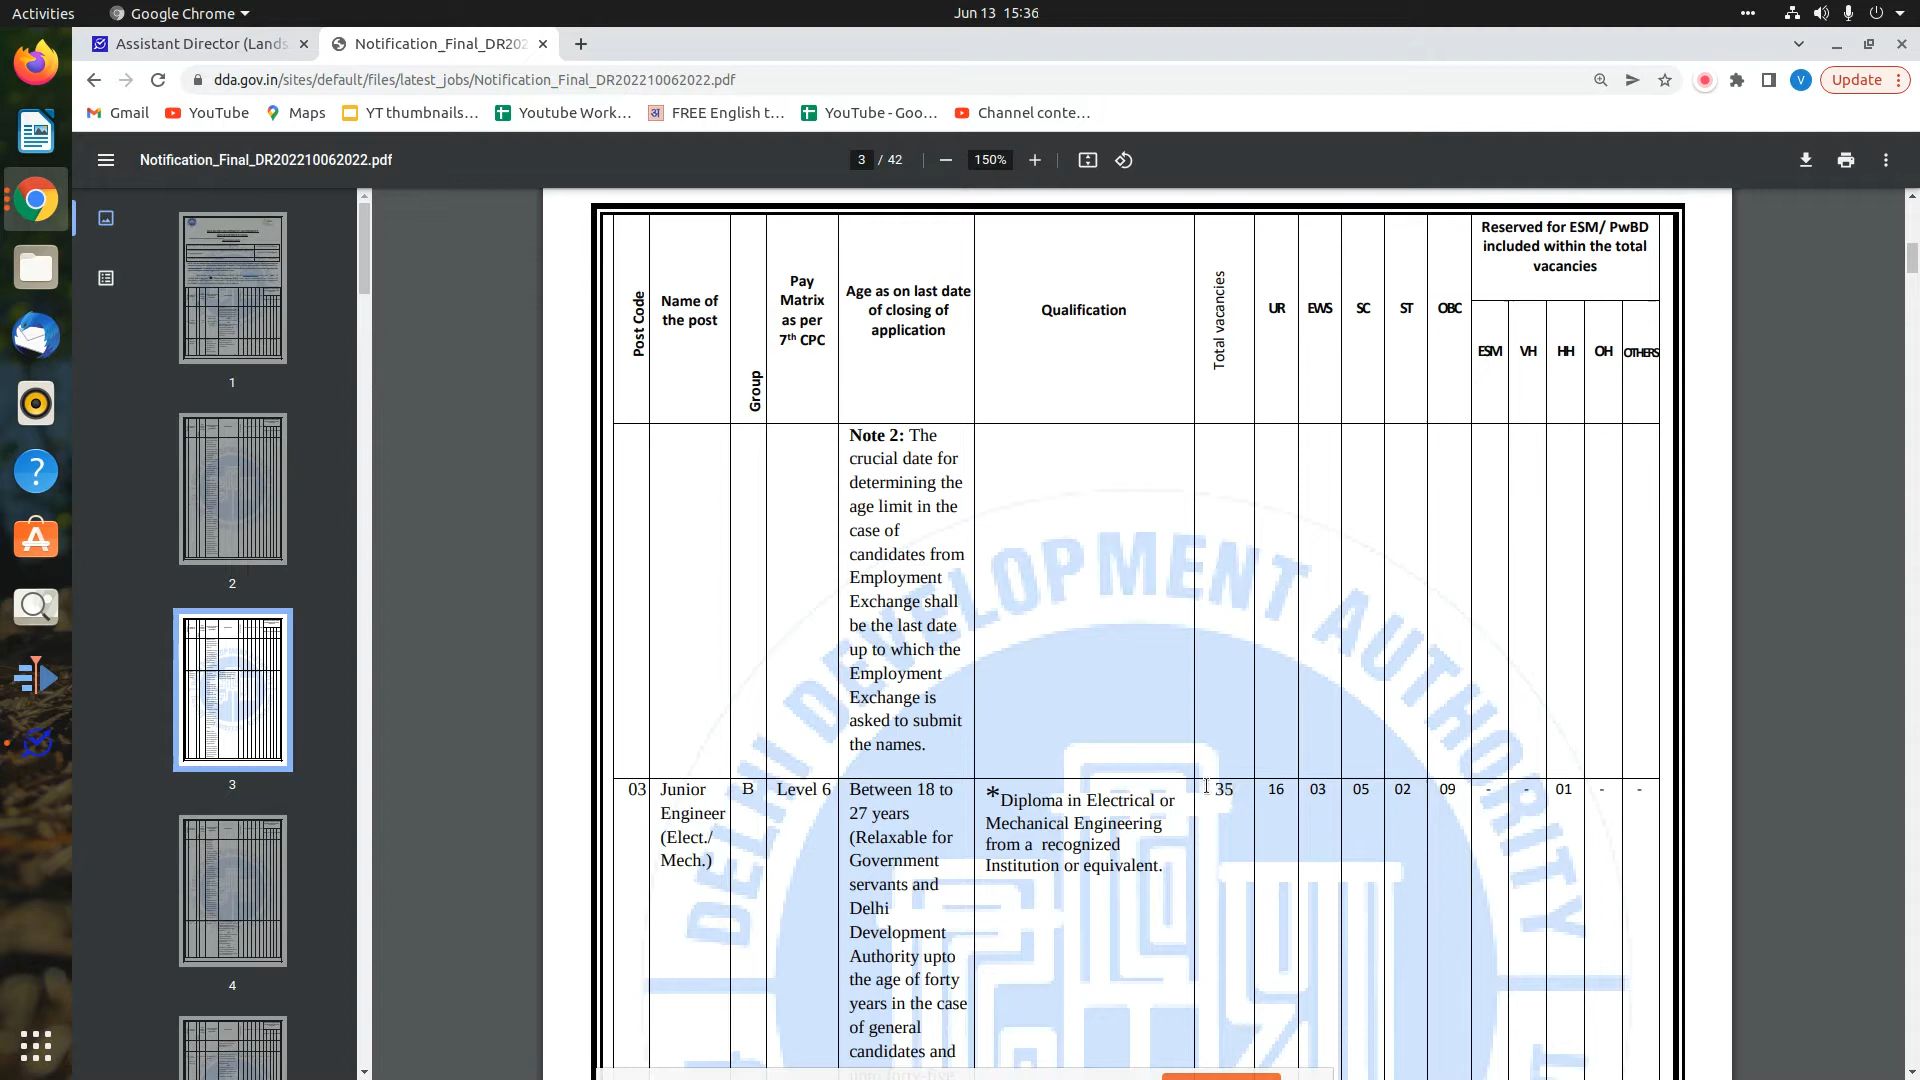 Activities
Google Chrome
Jun 13 15:36
Assistant Director (Lands
Notification_Final_DR202
dda.gov.in/sites/default/files/latest_jobs/Notification_Final_DR202210062022.pdf
V
Update
Gmail
YouTube
Maps
YT thumbnails...
Youtube Work...
FREE English t...
YouTube - Goo...
Channel conte...
Notification_Final_DR202210062022.pdf
3 / 42
150%
1
2
3
4
Post Code
Name of
the post
Group
Pay
Matrix
as per
7th CPC
Age as on last date
of closing of
application
Qualification
Total vacancies
UR
EWS
SC
ST
OBC
Reserved for ESM/ PwBD
included within the total
vacancies
ESM
VH
HH
OH
OTHERS
Note 2: The
crucial date for
determining the
age limit in the
case of
candidates from
Employment
Exchange shall
be the last date
up to which the
Employment
Exchange is
asked to submit
the names.
03
Junior
Engineer
(Elect./
Mech.)
B
Level 6
Between 18 to
27 years
(Relaxable for
Government
servants and
Delhi
Development
Authority upto
the age of forty
years in the case
of general
candidates and
*Diploma in Electrical or
Mechanical Engineering
from a recognized
Institution or equivalent.
35
16
03
05
02
09
-
-
01
-
-
DELHI DEVELOPMENT AUTHORITY